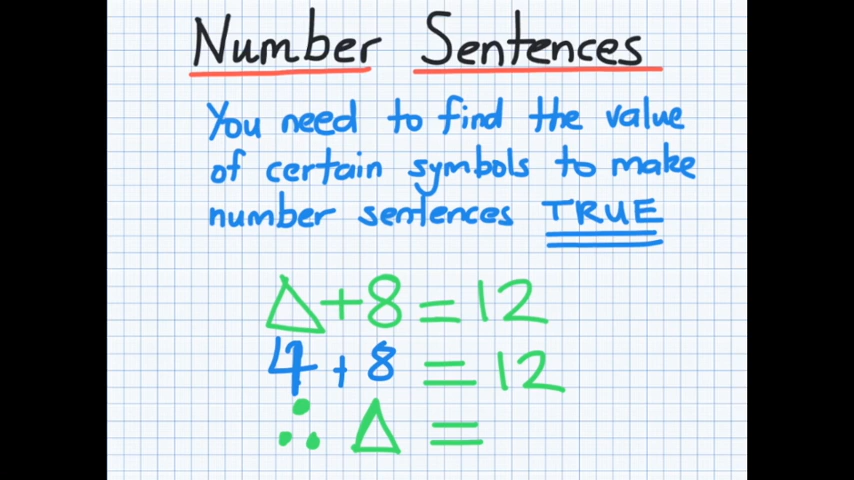 Number Sentences
You need to find the value
of certain symbols to make
number sentences TRUE
△+8=12
4+8=12
∴ △ =